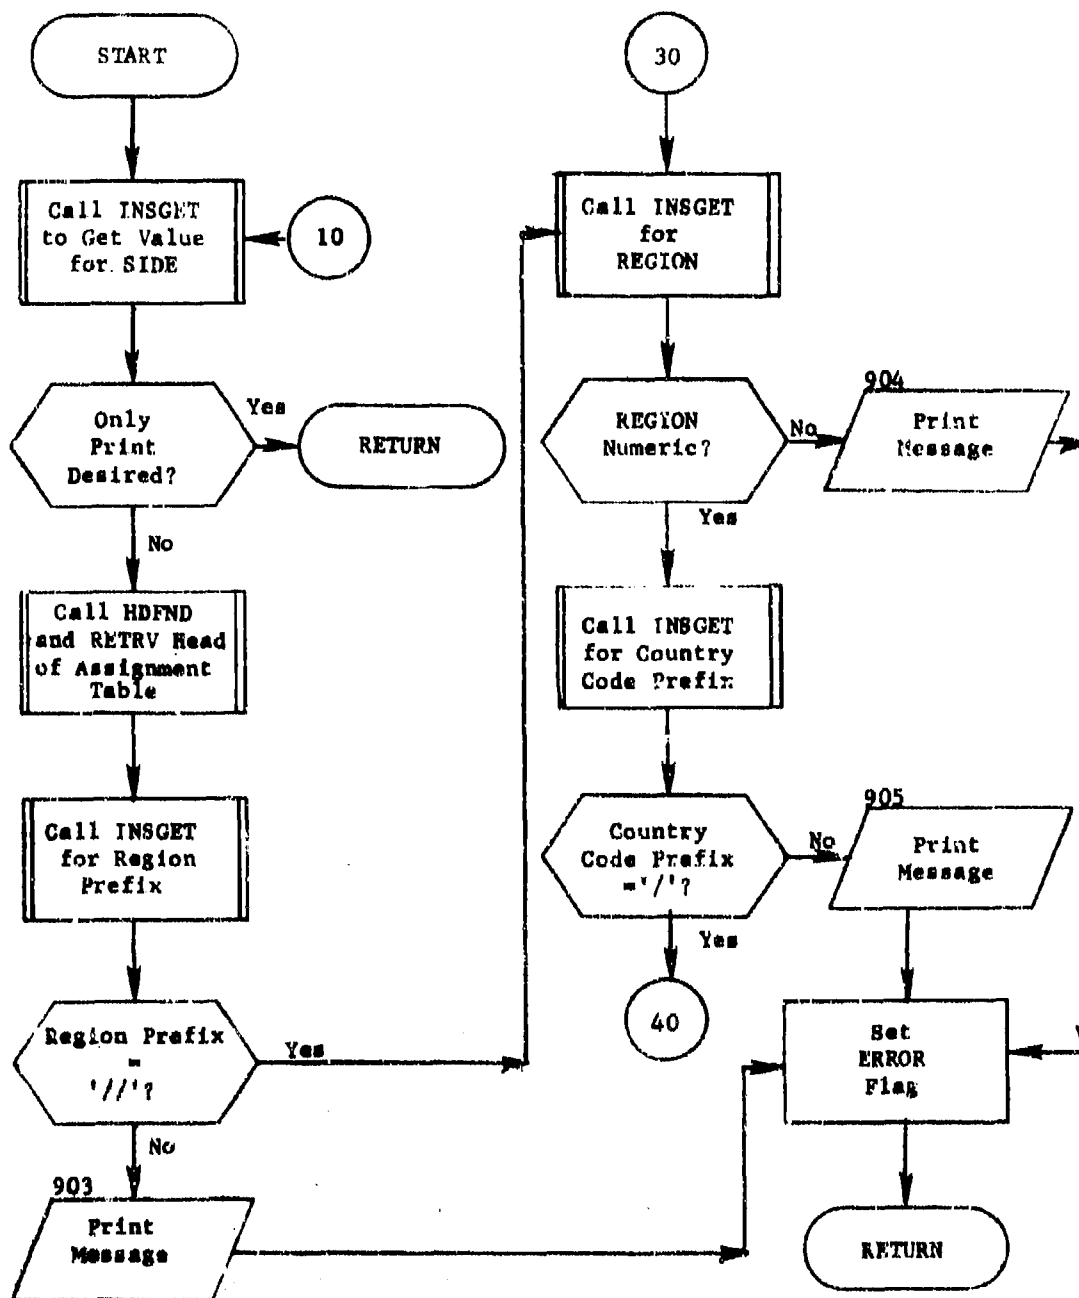 START
Call INSGET
to Get Value
for SIDE
10
Only
Print
Desired?
Yes
RETURN
No
Call HDFND
and RETRV Head
of Assignment
Table
Call INSGET
for Region
Prefix
Region Prefix
=
'//'?
Yes
No
903
Print
Message
30
Call INSGET
for
REGION
REGION
Numeric?
No
904
Print
Message
Yes
Call INSGET
for Country
Code Prefix
Country
Code Prefix
='/'?
No
905
Print
Message
Yes
40
Set
ERROR
Flag
RETURN